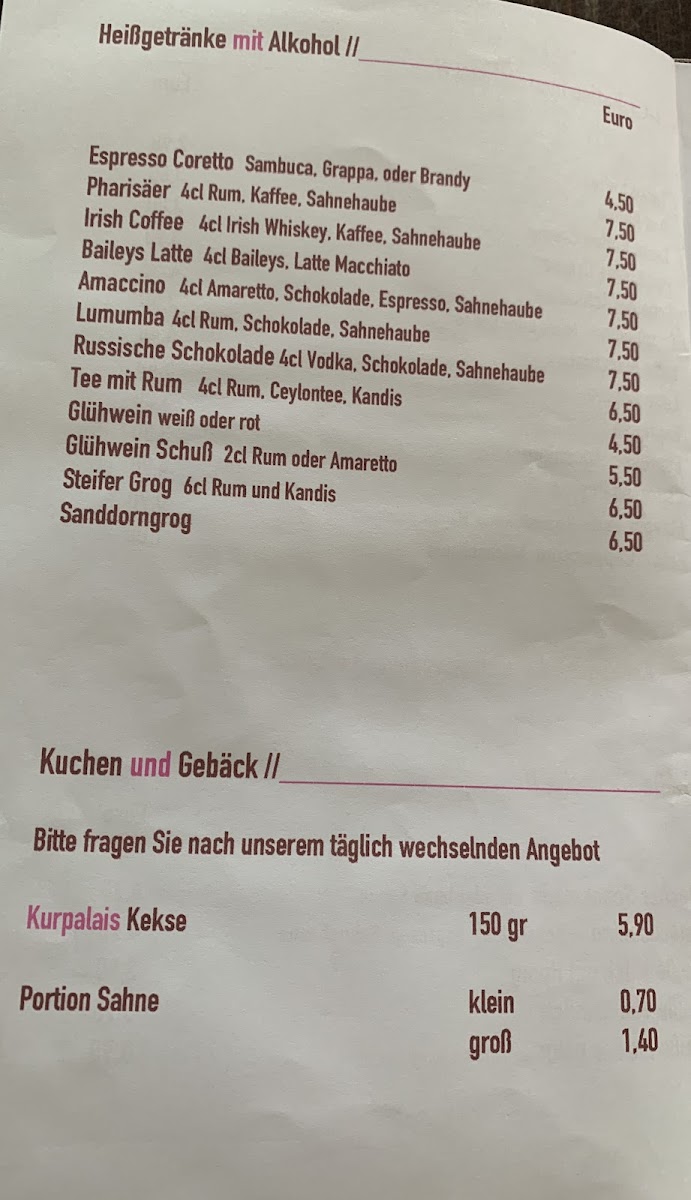 Heißgetränke mit Alkohol //
Euro
Espresso Coretto Sambuca, Grappa, oder Brandy 4,50
Pharisäer 4cl Rum, Kaffee, Sahnehaube 7,50
Irish Coffee 4cl Irish Whiskey, Kaffee, Sahnehaube 7,50
Baileys Latte 4cl Baileys, Latte Macchiato 7,50
Amaccino 4cl Amaretto, Schokolade, Espresso, Sahnehaube 7,50
Lumumba 4cl Rum, Schokolade, Sahnehaube 7,50
Russische Schokolade 4cl Vodka, Schokolade, Sahnehaube 7,50
Tee mit Rum 4cl Rum, Ceylontee, Kandis 6,50
Glühwein weiß oder rot 4,50
Glühwein Schuß 2cl Rum oder Amaretto 5,50
Steifer Grog 6cl Rum und Kandis 6,50
Sanddorngrog 6,50
Kuchen und Gebäck //
Bitte fragen Sie nach unserem täglich wechselnden Angebot
Kurpalais Kekse 150 gr 5,90
Portion Sahne klein 0,70
groß 1,40